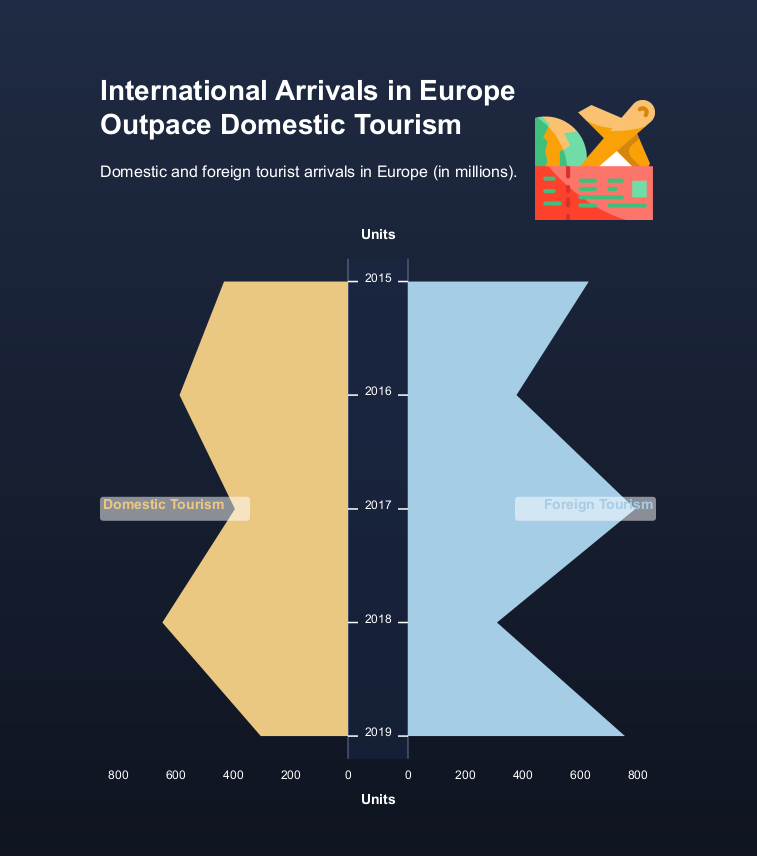 International Arrivals in Europe
Outpace Domestic Tourism
Domestic and foreign tourist arrivals in Europe (in millions).
Units
2015
2016
Domestic Tourism 2017 Foreign Tourism
2018
2019
800 600 400 200 0 0 200 400 600 800
Units